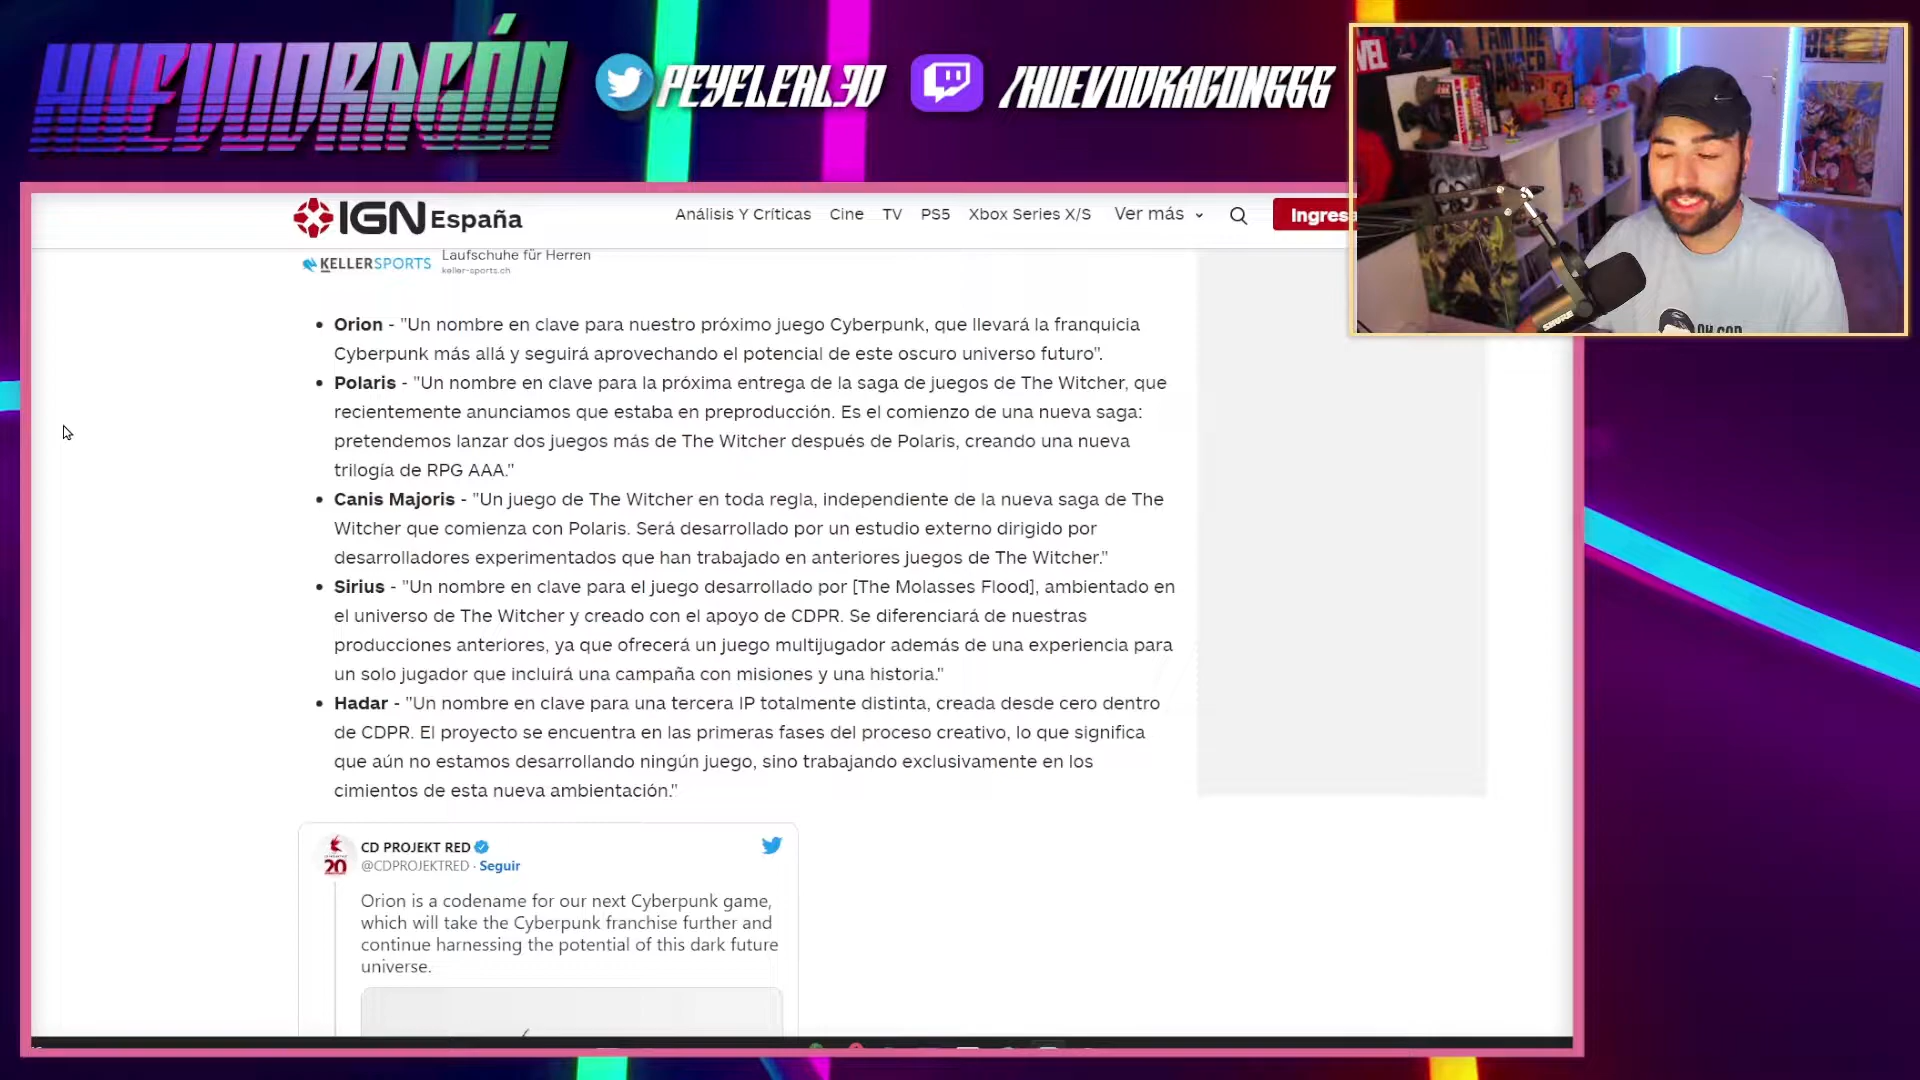 HUEVODRAGÓN
PEYELEAL3D
/HUEVODRAGON666
IGN España
Análisis Y Críticas Cine TV PS5 Xbox Series X/S Ver más
KELLERSPORTS
Laufschuhe für Herren
keller-sports.ch
• Orion - "Un nombre en clave para nuestro próximo juego Cyberpunk, que llevará la franquicia
Cyberpunk más allá y seguirá aprovechando el potencial de este oscuro universo futuro".
• Polaris - "Un nombre en clave para la próxima entrega de la saga de juegos de The Witcher, que
recientemente anunciamos que estaba en preproducción. Es el comienzo de una nueva saga:
pretendemos lanzar dos juegos más de The Witcher después de Polaris, creando una nueva
trilogía de RPG AAA."
• Canis Majoris - "Un juego de The Witcher en toda regla, independiente de la nueva saga de The
Witcher que comienza con Polaris. Será desarrollado por un estudio externo dirigido por
desarrolladores experimentados que han trabajado en anteriores juegos de The Witcher."
• Sirius - "Un nombre en clave para el juego desarrollado por [The Molasses Flood], ambientado en
el universo de The Witcher y creado con el apoyo de CDPR. Se diferenciará de nuestras
producciones anteriores, ya que ofrecerá un juego multijugador además de una experiencia para
un solo jugador que incluirá una campaña con misiones y una historia."
• Hadar - "Un nombre en clave para una tercera IP totalmente distinta, creada desde cero dentro
de CDPR. El proyecto se encuentra en las primeras fases del proceso creativo, lo que significa
que aún no estamos desarrollando ningún juego, sino trabajando exclusivamente en los
cimientos de esta nueva ambientación."
CD PROJEKT RED
20
@CDPROJEKTRED · Seguir
Orion is a codename for our next Cyberpunk game,
which will take the Cyberpunk franchise further and
continue harnessing the potential of this dark future
universe.
SHURE